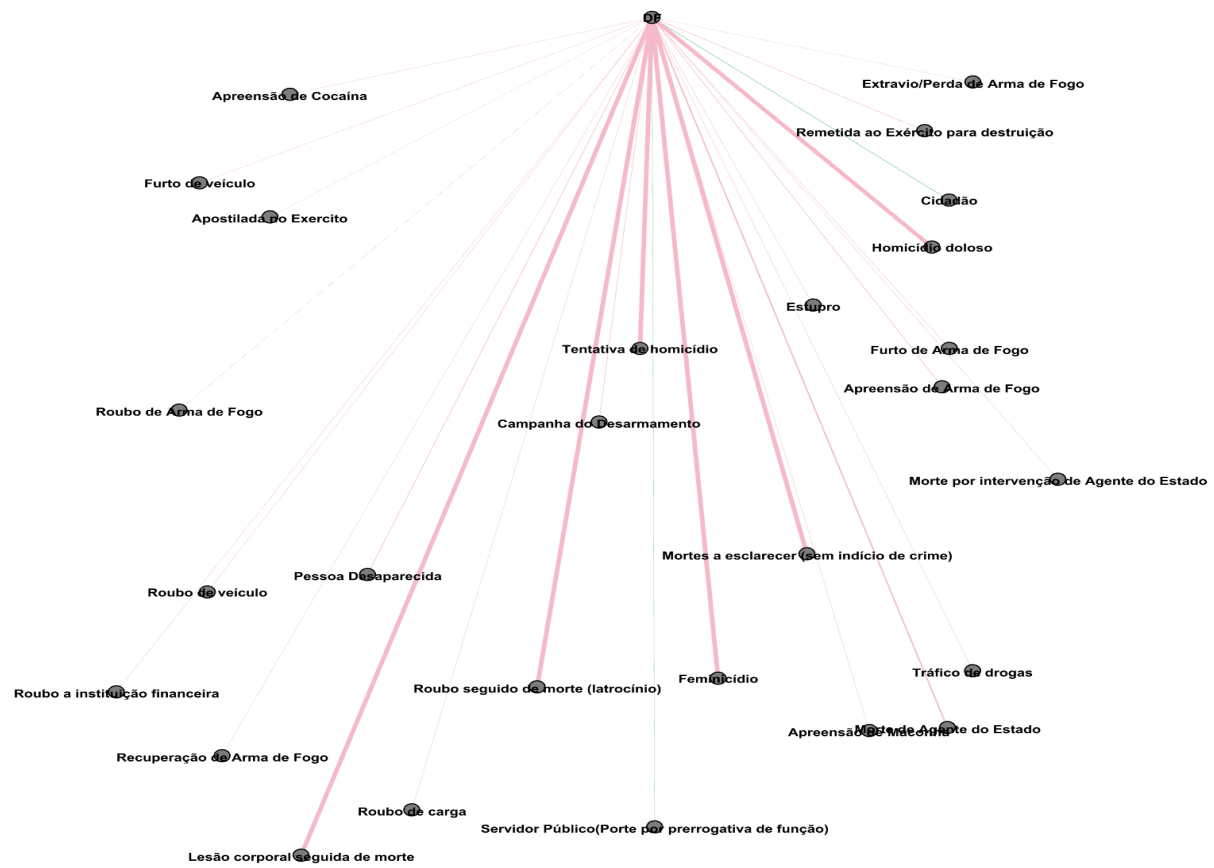 DF
Extravio/Perda de Arma de Fogo
Apreensão de Cocaína
Remetida ao Exército para destruição
Furto de veículo
Cidadão
Apostilada no Exercito
Homicídio doloso
Estupro
Tentativa de homicídio
Furto de Arma de Fogo
Apreensão de Arma de Fogo
Roubo de Arma de Fogo
Campanha do Desarmamento
Morte por intervenção de Agente do Estado
Mortes a esclarecer (sem indício de crime)
Pessoa Desaparecida
Roubo de veículo
Tráfico de drogas
Feminicídio
Roubo seguido de morte (latrocínio)
Roubo a instituição financeira
Morte de Agente do Estado
Apreensão de Maconha
Recuperação de Arma de Fogo
Roubo de carga
Servidor Público(Porte por prerrogativa de função)
Lesão corporal seguida de morte